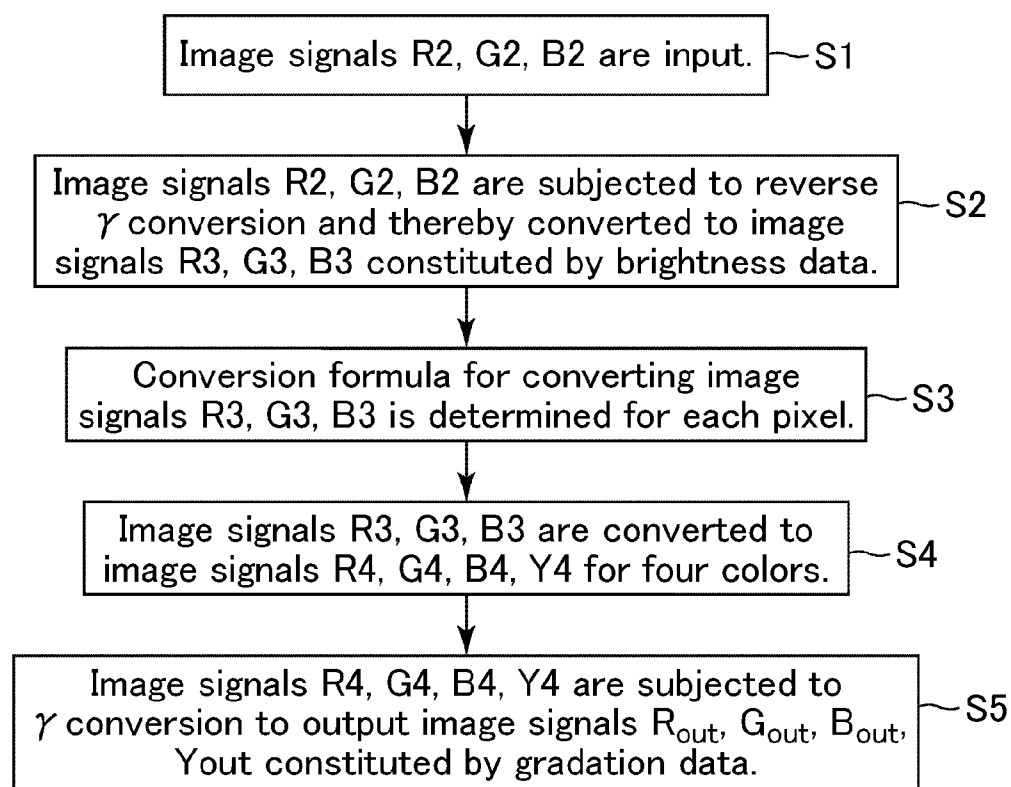 Image signals R2, G2, B2 are input.
S1
Image signals R2, G2, B2 are subjected to reverse
γ conversion and thereby converted to image
signals R3, G3, B3 constituted by brightness data.
S2
Conversion formula for converting image
signals R3, G3, B3 is determined for each pixel.
S3
Image signals R3, G3, B3 are converted to
image signals R4, G4, B4, Y4 for four colors.
S4
Image signals R4, G4, B4, Y4 are subjected to
γ conversion to output image signals Rout, Gout, Bout,
Yout constituted by gradation data.
S5